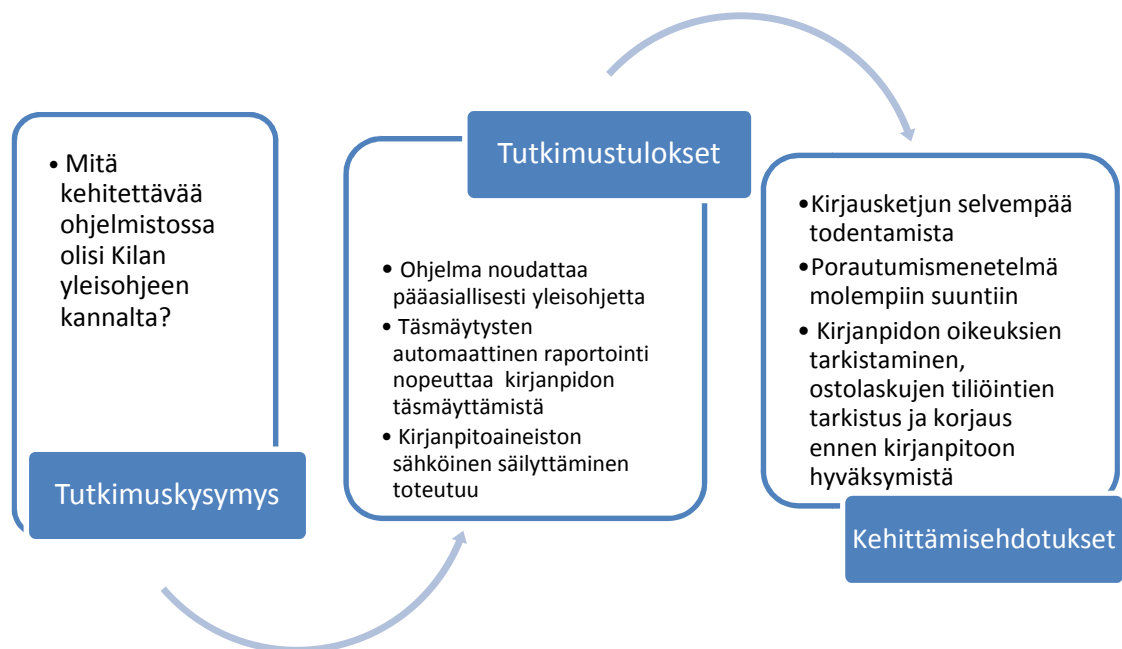 • Mitä
kehitettävää
ohjelmistossa
olisi Kilan
yleisohjeen
kannalta?
Tutkimuskysymys
Tutkimustulokset
• Ohjelma noudattaa
pääasiallisesti yleisohjetta
• Täsmäytysten
automaattinen raportointi
nopeuttaa kirjanpidon
täsmäyttämistä
• Kirjanpitoaineiston
sähköinen säilyttäminen
toteutuu
•Kirjausketjun selvempää
todentamista
•Porautumismenetelmä
molempiin suuntiin
• Kirjanpidon oikeuksien
tarkistaminen,
ostolaskujen tiliöintien
tarkistus ja korjaus
ennen kirjanpitoon
hyväksymistä
Kehittämisehdotukset